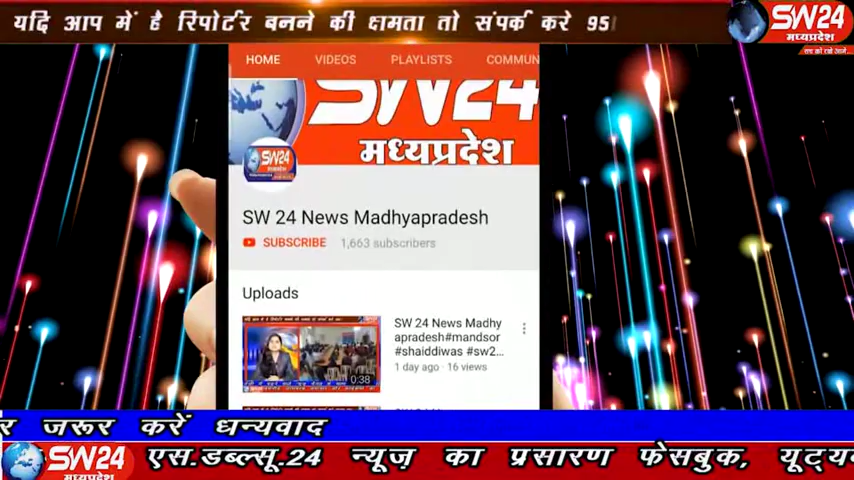 यदि आप में है रिपोर्टर बनने की क्षमता तो संपर्क करे 95
SW24
मध्यप्रदेश
HOME VIDEOS PLAYLISTS COMMUN
SW24
मध्यप्रदेश
SW24
SW 24 News Madhyapradesh
SUBSCRIBE 1,663 subscribers
Uploads
SW 24 News Madhy
apradesh#mandsor
#shaiddiwas #sw2...
1 day ago · 16 views
0:38
र जरूर करें धन्यवाद
SW24
मध्यप्रदेश
एस.डब्ल्सू.24 न्यूज़ का प्रसारण फेसबुक, यूट्य